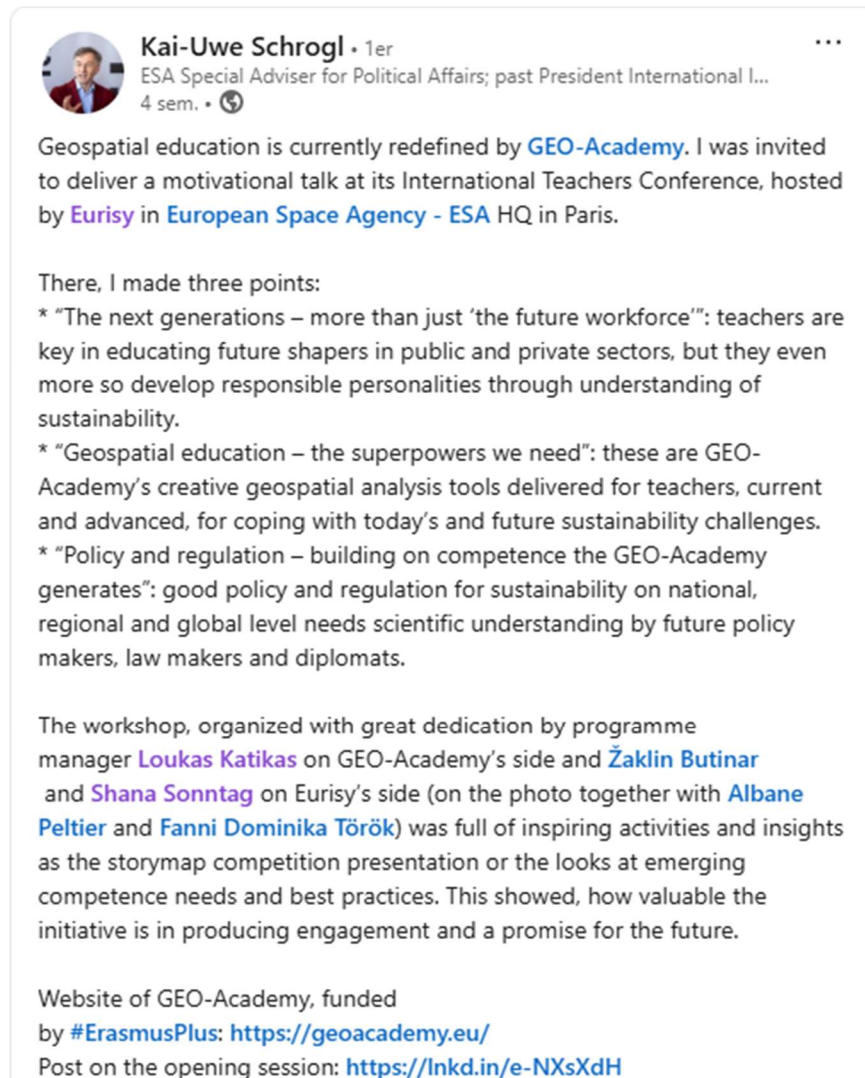 Kai-Uwe Schrogl • 1er
...
ESA Special Adviser for Political Affairs; past President International I...
4 sem. •
Geospatial education is currently redefined by GEO-Academy. I was invited
to deliver a motivational talk at its International Teachers Conference, hosted
by Eurisy in European Space Agency - ESA HQ in Paris.
There, I made three points:
* “The next generations – more than just ‘the future workforce’”: teachers are
key in educating future shapers in public and private sectors, but they even
more so develop responsible personalities through understanding of
sustainability.
* “Geospatial education – the superpowers we need”: these are GEO-
Academy’s creative geospatial analysis tools delivered for teachers, current
and advanced, for coping with today’s and future sustainability challenges.
* “Policy and regulation – building on competence the GEO-Academy
generates”: good policy and regulation for sustainability on national,
regional and global level needs scientific understanding by future policy
makers, law makers and diplomats.
The workshop, organized with great dedication by programme
manager Loukas Katikas on GEO-Academy’s side and Žaklin Butinar
and Shana Sonntag on Eurisy’s side (on the photo together with Albane
Peltier and Fanni Dominika Török) was full of inspiring activities and insights
as the storymap competition presentation or the looks at emerging
competence needs and best practices. This showed, how valuable the
initiative is in producing engagement and a promise for the future.
Website of GEO-Academy, funded
by #ErasmusPlus: https://geoacademy.eu/
Post on the opening session: https://lnkd.in/e-NXsXdH